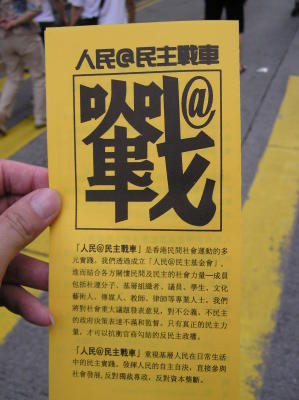 人民@民主戰車
戰@
「人民@民主戰車」是香港民間社會運動的多
元實踐。我們透過成立「人民@民主基金會」,
進而結合各方關懷民間及民主的社會力量—成員
包括社運分子、基層組織者、議員、學生、文化
藝術人、傳媒人、教師、律師等專業人士。我們
將對社會重大議題發表意見,對不公義、不民主
的政府決策表達不滿和監督。只有真正的民主力
量,才可以抗衡官商勾結的反民主政權。
「人民@民主戰車」重視基層人民在日常生活
中的民主實踐,發揮人民的自主自決,直接參與
社會發展,反對獨裁專政,反對資本壟斷。